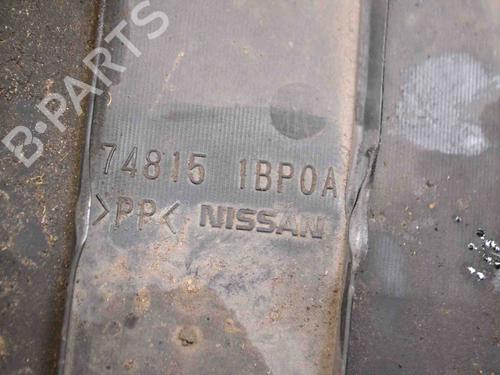 B-PARTS
74815 1BP0A
>PP< NISSAN